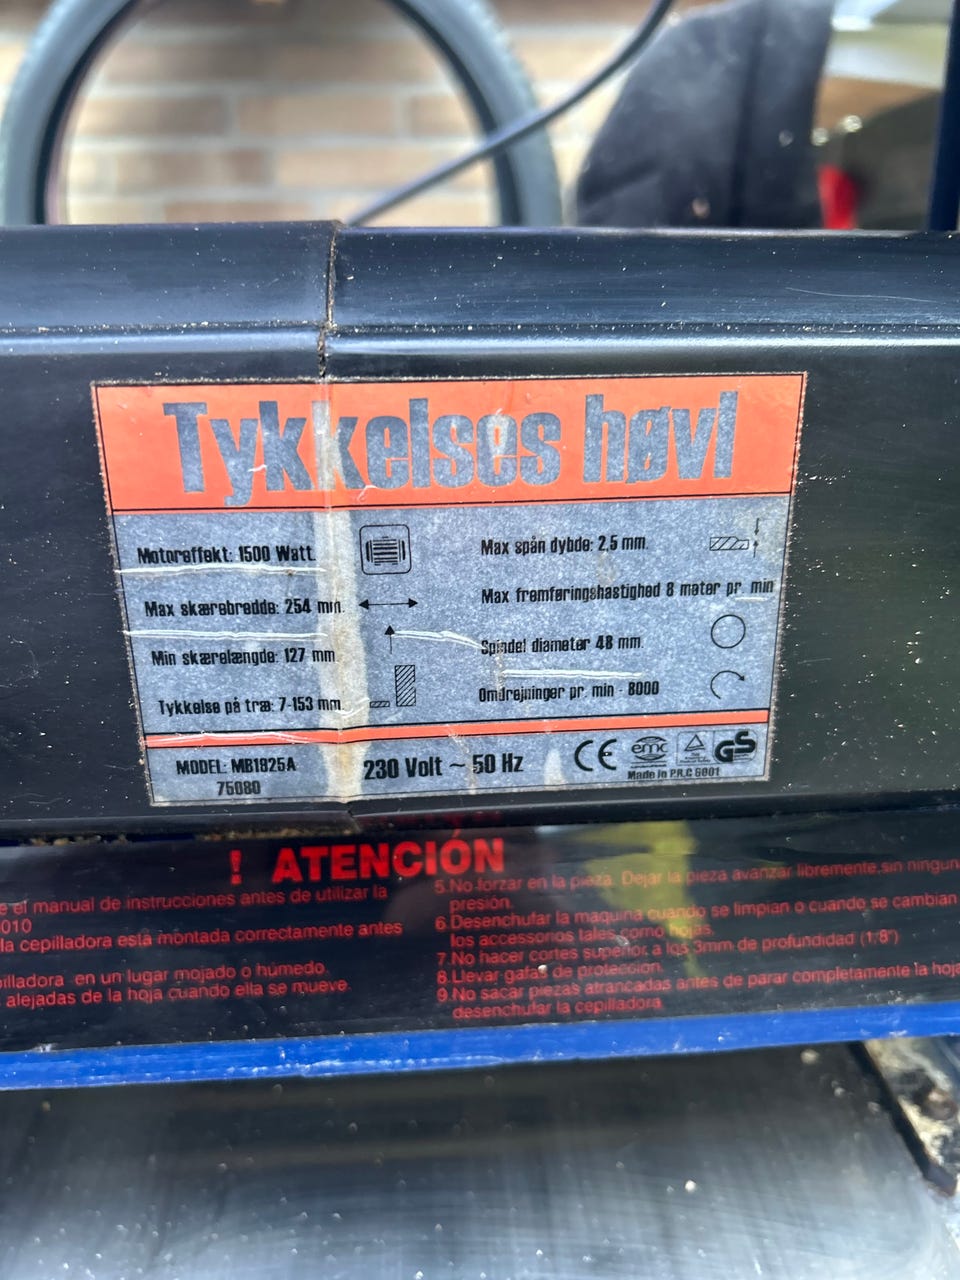 Tykkelses høvl
Motoreffekt: 1500 Watt.
Max skærebredde: 254 mm.
Min skærelængde: 127 mm.
Tykkelse på træ: 7-153 mm.
Max spån dybde: 2,5 mm.
Max fremføringshastighed 8 meter pr. min
Spindel diameter 48 mm.
Omdrejninger pr. min - 8000
MODEL: MB1925A
75080
230 Volt ~ 50 Hz
CE
emc
GS
Made in P.R.C 6001
! ATENCIÓN
e el manual de instrucciones antes de utilizar la
010
la cepilladora está montada correctamente antes
pilladora en un lugar mojado o húmedo.
alejadas de de la hoja cuando ella se mueve.
5.No forzar en la pieza. Dejar la pieza avanzar libremente,sin ningun
presión.
6.Desenchufar la maquina cuando se limpian o cuando se cambian
los accessorios tales como hojas.
7.No hacer cortes superior a los 3mm de profundidad (1/8")
8.Llevar gafas de protección.
9.No sacar piezas atrancadas antes de parar completamente la hoja
desenchufar la cepilladora.